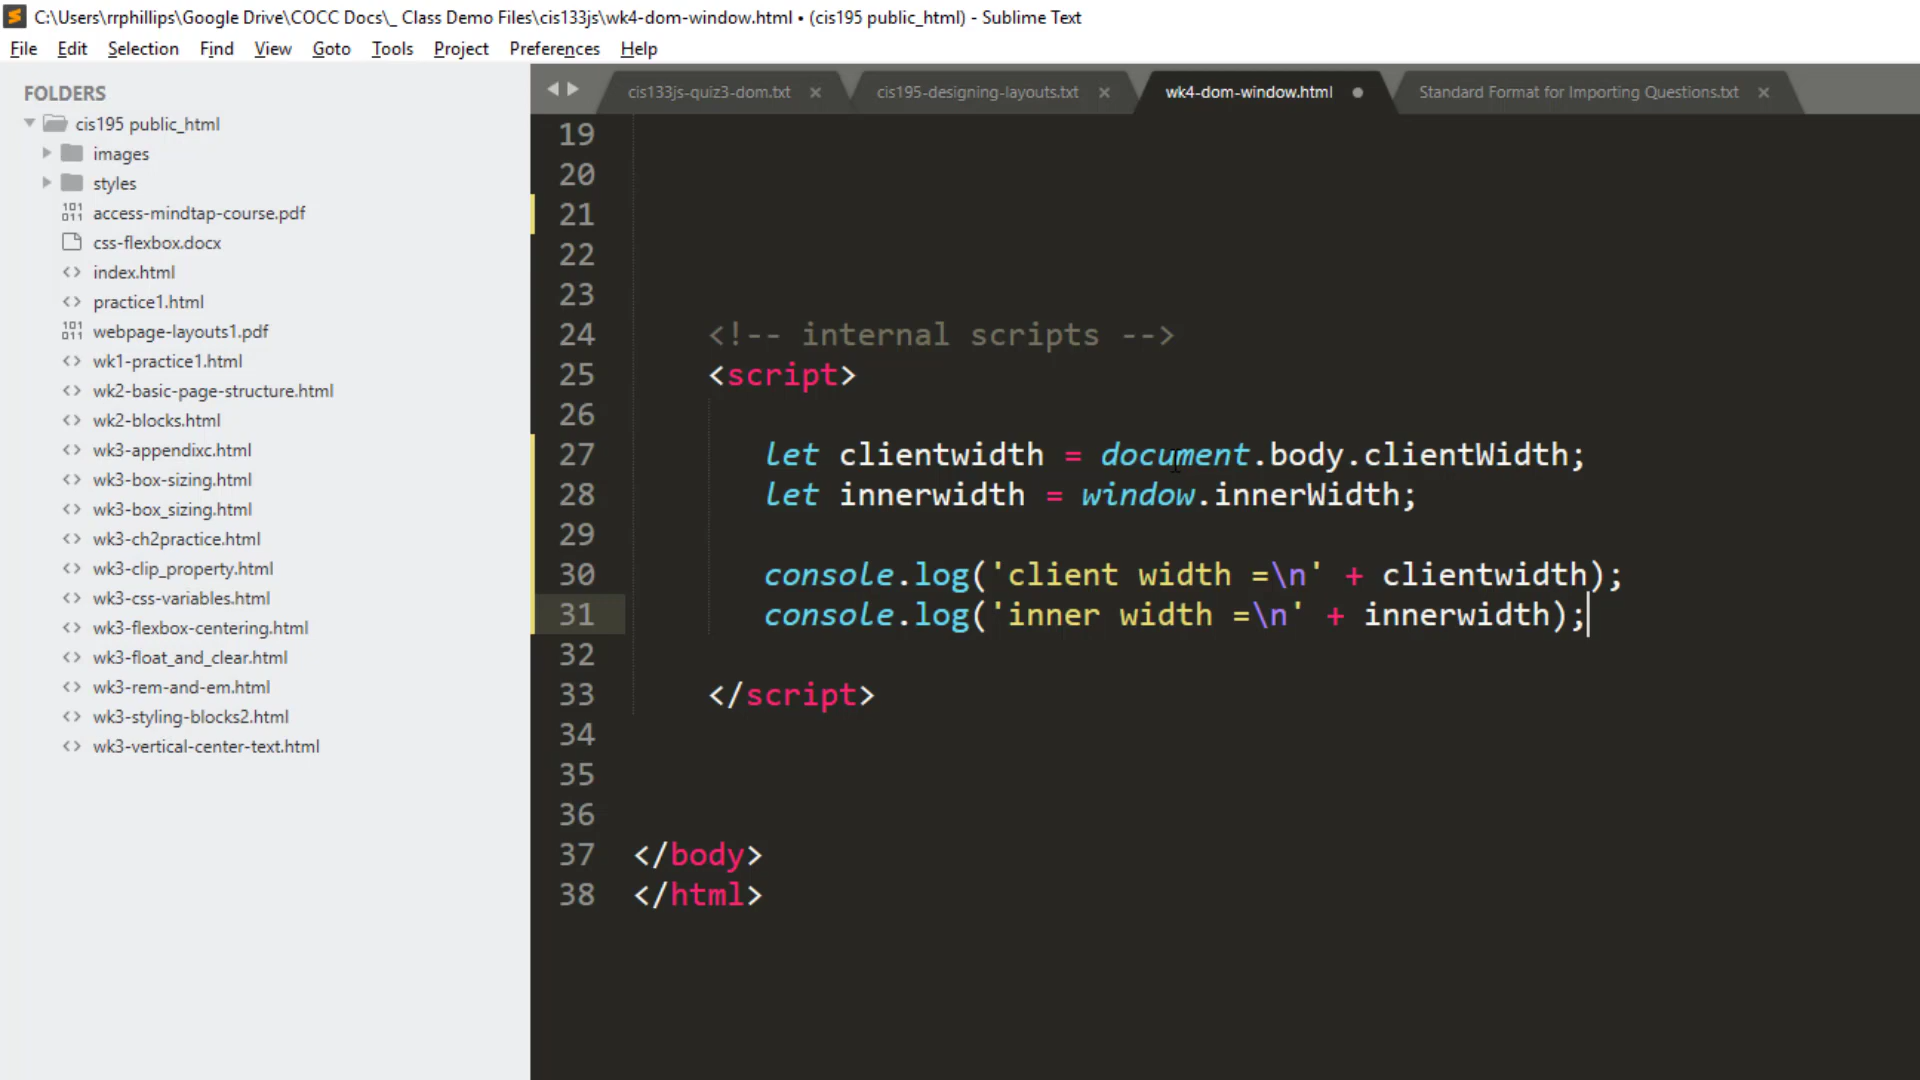 C:\Users\rrphillips\Google Drive\COCC Docs\_ Class Demo Files\cis133js\wk4-dom-window.html • (cis195 public_html) - Sublime Text
File Edit Selection Find View Goto Tools Project Preferences Help
FOLDERS
cis195 public_html
images
styles
access-mindtap-course.pdf
css-flexbox.docx
index.html
practice1.html
webpage-layouts1.pdf
wk1-practice1.html
wk2-basic-page-structure.html
wk2-blocks.html
wk3-appendixc.html
wk3-box-sizing.html
wk3-box_sizing.html
wk3-ch2practice.html
wk3-clip_property.html
wk3-css-variables.html
wk3-flexbox-centering.html
wk3-float_and_clear.html
wk3-rem-and-em.html
wk3-styling-blocks2.html
wk3-vertical-center-text.html
cis133js-quiz3-dom.txt cis195-designing-layouts.txt wk4-dom-window.html Standard Format for Importing Questions.txt
19
20
21
22
23
24 <!-- internal scripts -->
25 <script>
26
27 let clientwidth = document.body.clientWidth;
28 let innerwidth = window.innerWidth;
29
30 console.log('client width =\n' + clientwidth);
31 console.log('inner width =\n' + innerwidth);
32
33 </script>
34
35
36
37 </body>
38 </html>